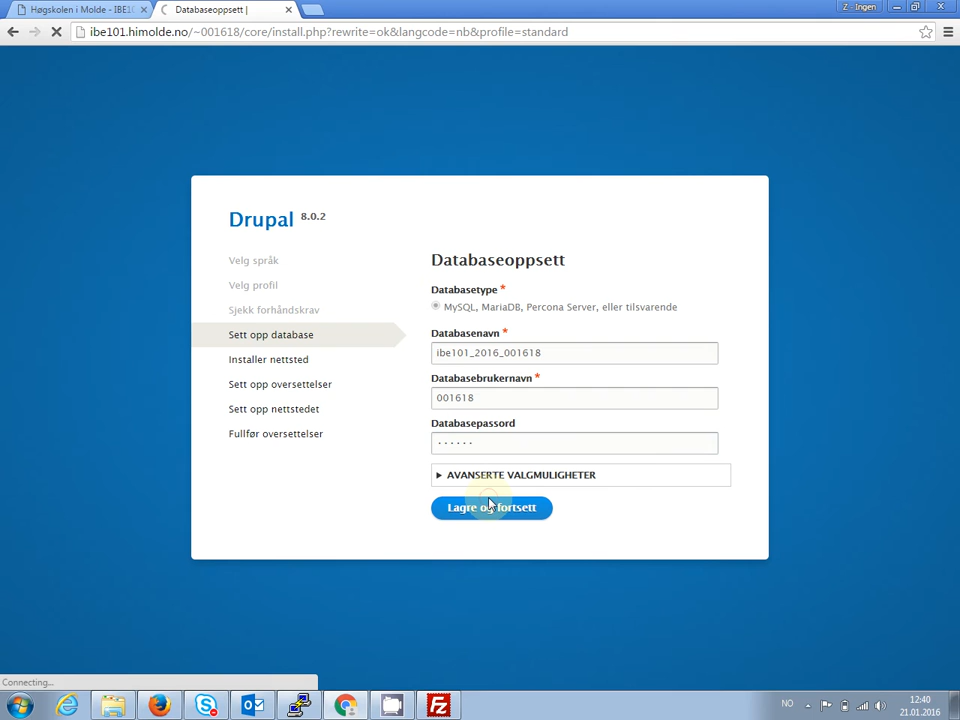 Høgskolen i Molde - IBE10
Databaseoppsett |
Z - Ingen
ibe101.himolde.no/~001618/core/install.php?rewrite=ok&langcode=nb&profile=standard
Drupal 8.0.2
Velg språk
Velg profil
Sjekk forhåndskrav
Sett opp database
Installer nettsted
Sett opp oversettelser
Sett opp nettstedet
Fullfør oversettelser
Databaseoppsett
Databasetype *
MySQL, MariaDB, Percona Server, eller tilsvarende
Databasenavn *
ibe101_2016_001618
Databasebrukernavn *
001618
Databasepassord
······
AVANSERTE VALGMULIGHETER
Lagre og fortsett
Connecting...
NO
12:40
21.01.2016